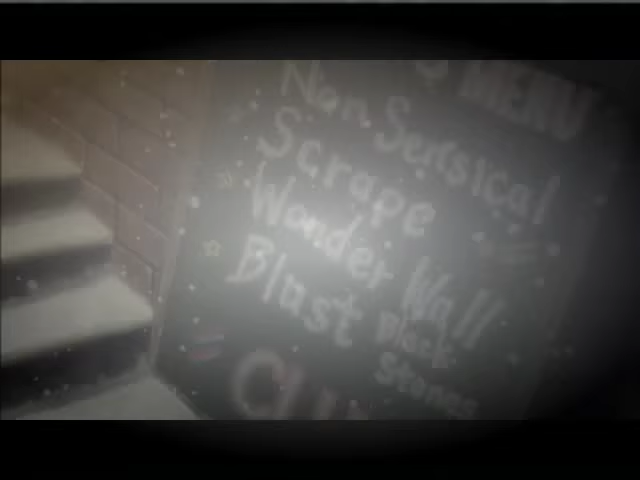 MENU
Non Sensical
Scrape
Wonder Wall
Blast Black
Stones